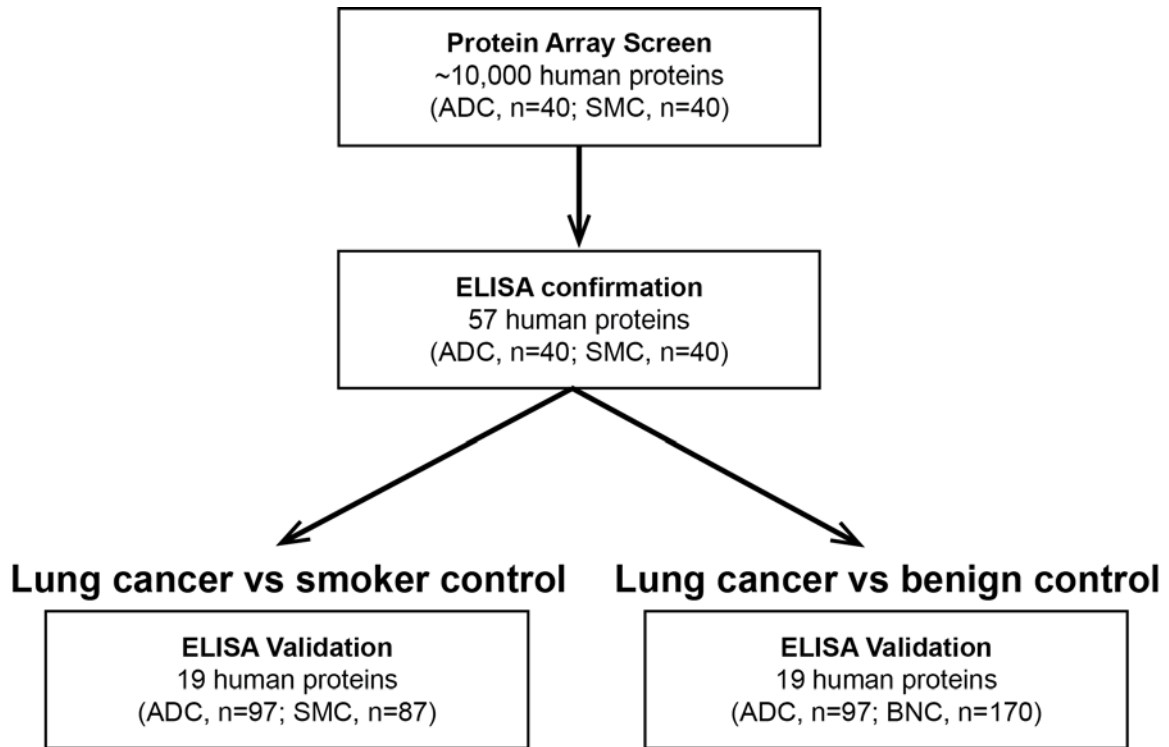 Protein Array Screen
~10,000 human proteins
(ADC, n=40; SMC, n=40)
ELISA confirmation
57 human proteins
(ADC, n=40; SMC, n=40)
Lung cancer vs smoker control
ELISA Validation
19 human proteins
(ADC, n=97; SMC, n=87)
Lung cancer vs benign control
ELISA Validation
19 human proteins
(ADC, n=97; BNC, n=170)